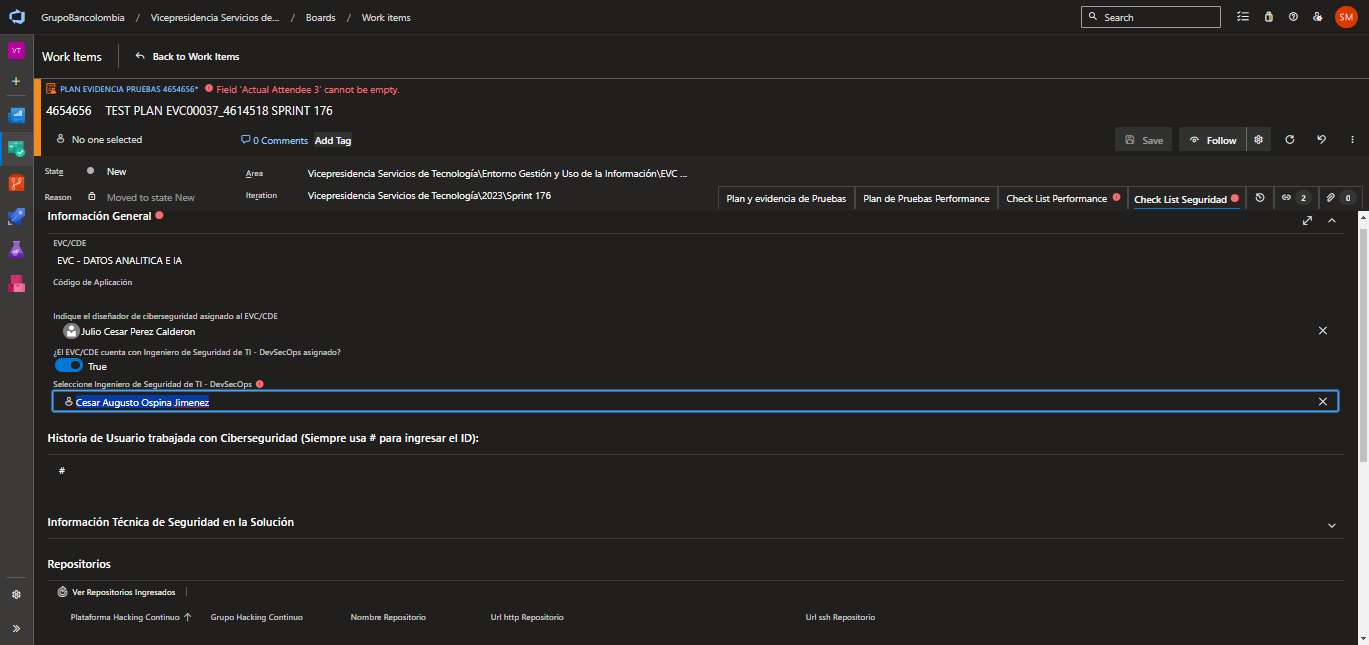 GrupoBancolombia / Vicepresidencia Servicios de... / Boards / Work items
Search
SM
VT
Work Items
Back to Work Items
PLAN EVIDENCIA PRUEBAS 4654656* Field 'Actual Attendee 3' cannot be empty.
4654656 TEST PLAN EVC00037_4614518 SPRINT 176
No one selected
0 Comments
Add Tag
Save
Follow
State New
Area Vicepresidencia Servicios de Tecnología\Entorno Gestión y Uso de la Información\EVC ...
Reason Moved to state New
Iteration Vicepresidencia Servicios de Tecnología\2023\Sprint 176
Plan y evidencia de Pruebas
Plan de Pruebas Performance
Check List Performance
Check List Seguridad
2
0
Información General
EVC/CDE
EVC - DATOS ANALITICA E IA
Código de Aplicación
Indique el diseñador de ciberseguridad asignado al EVC/CDE
Julio Cesar Perez Calderon
¿El EVC/CDE cuenta con Ingeniero de Seguridad de TI - DevSecOps asignado?
True
Seleccione Ingeniero de Seguridad de TI - DevSecOps
Cesar Augusto Ospina Jimenez
Historia de Usuario trabajada con Ciberseguridad (Siempre usa # para ingresar el ID):
#
Información Técnica de Seguridad en la Solución
Repositorios
Ver Repositorios Ingresados
Plataforma Hacking Continuo ↑ Grupo Hacking Continuo Nombre Repositorio Url http Repositorio Url ssh Repositorio